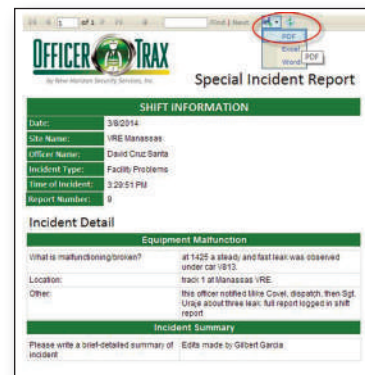 1 of 1 Find | Next
PDF
Excel
Word PDF
OFFICER TRAX
by New Horizon Security Services, Inc.
Special Incident Report
SHIFT INFORMATION
Date: 3/8/2014
Site Name: VRE Manassas
Officer Name: David Cruz Santa
Incident Type: Facility Problems
Time of Incident: 3:29:51 PM
Report Number: 9
Incident Detail
Equipment Malfunction
What is malfunctioning/broken? at 1425 a steady and fast leak was observed
under car V813.
Location: track 1 at Manassas VRE.
Other: this officer notified Mike Covel, dispatch, then Sgt.
Uraje about three leak. full report logged in shift
report
Incident Summary
Please write a brief-detailed summary of Edits made by Gilbert Garcia.
incident